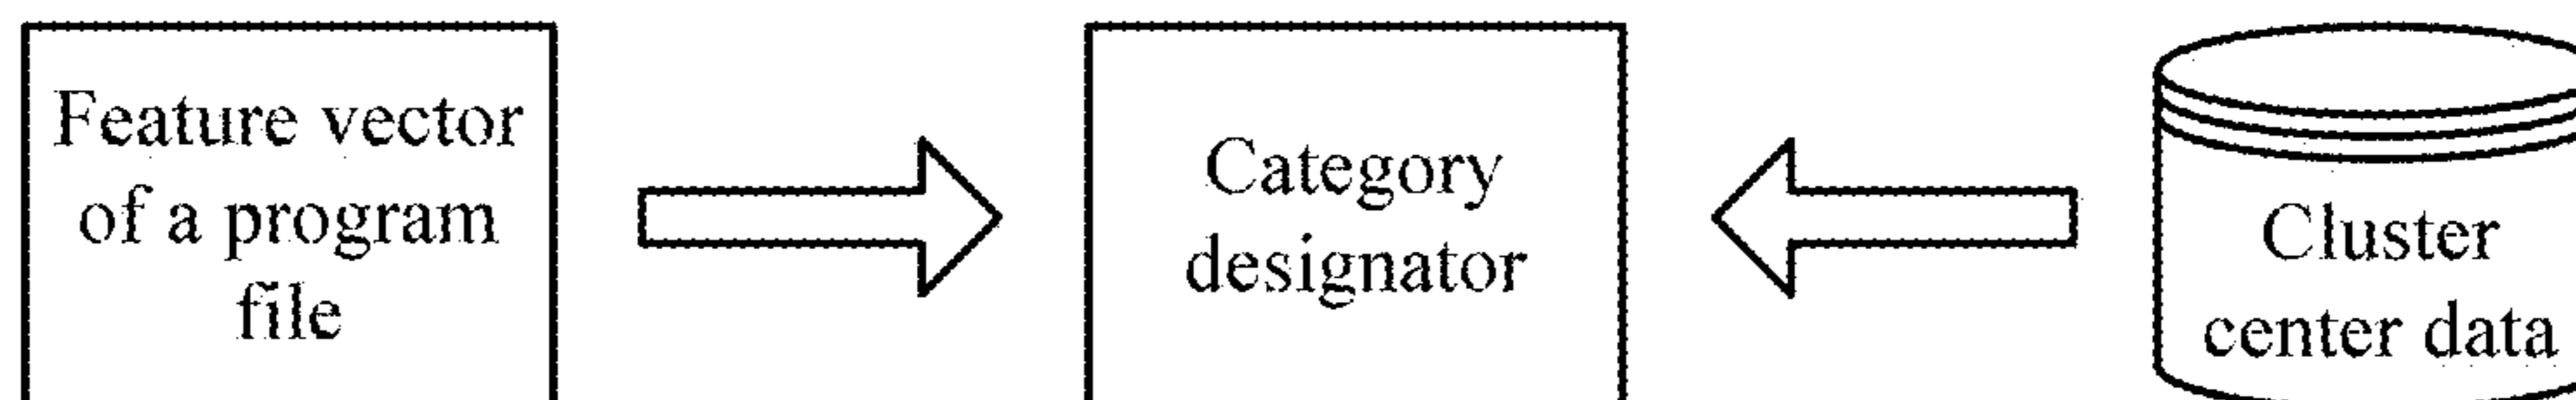 Feature vector
of a program
file
Category
designator
Cluster
center data